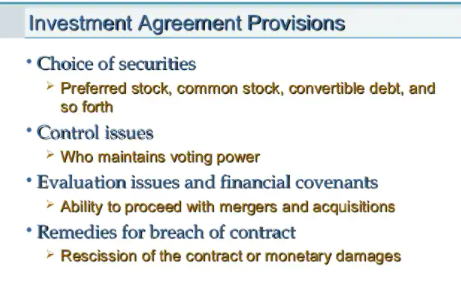 Investment Agreement Provisions
• Choice of securities
➢ Preferred stock, common stock, convertible debt, and
so forth
• Control issues
➢ Who maintains voting power
• Evaluation issues and financial covenants
➢ Ability to proceed with mergers and acquisitions
• Remedies for breach of contract
➢ Rescission of the contract or monetary damages